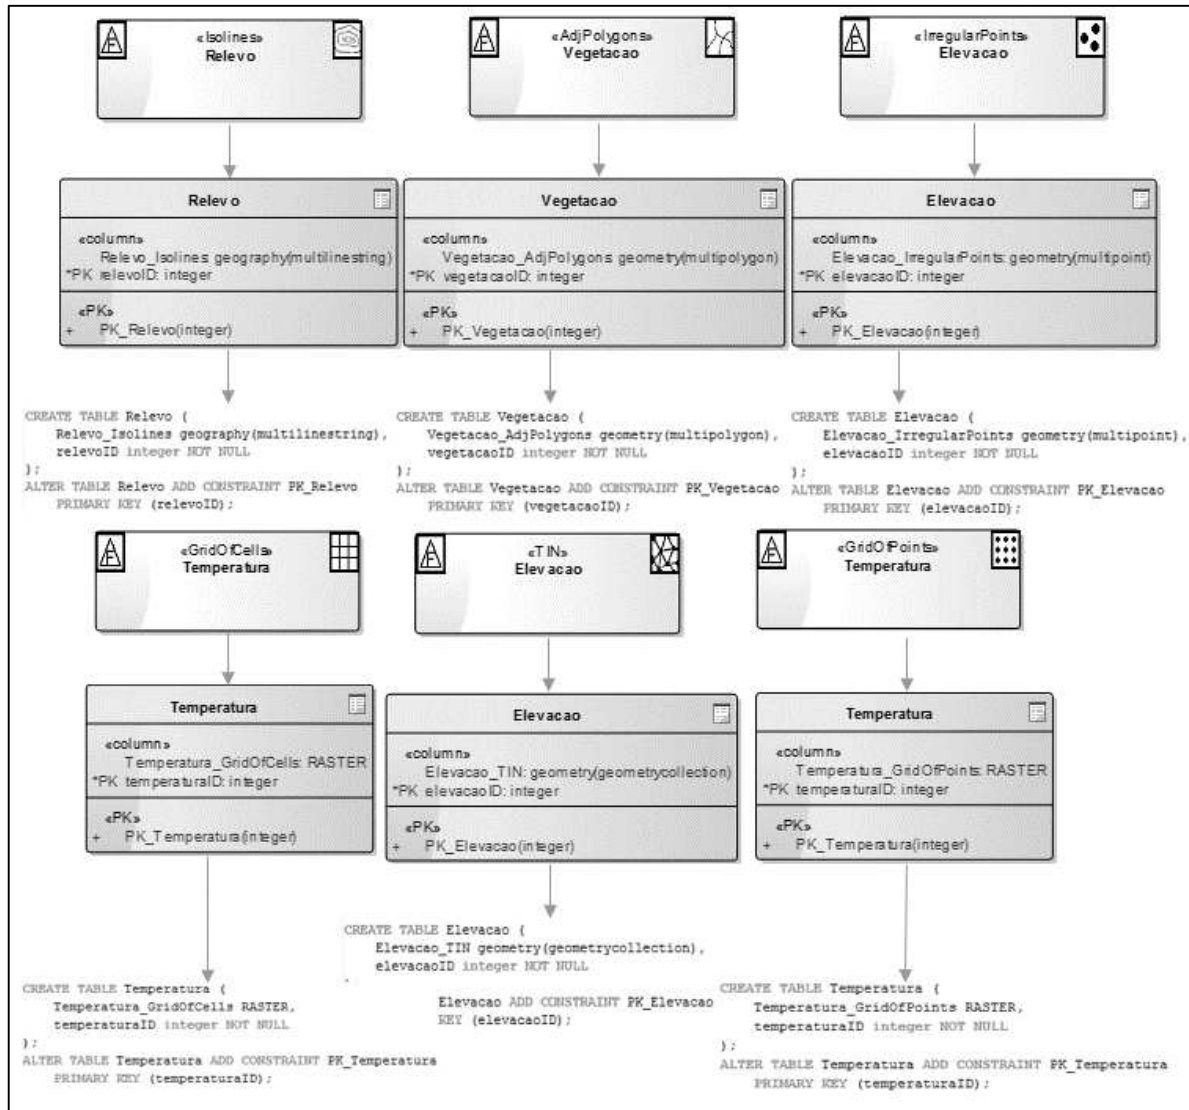 «Isolines»
Relevo
«AdjPolygons»
Vegetacao
«IrregularPoints»
Elevacao
Relevo
«column»
Relevo_Isolines: geography(multilinestring)
*PK relevoID: integer
«PK»
+ PK_Relevo(integer)
Vegetacao
«column»
Vegetacao_AdjPolygons: geometry(multipolygon)
*PK vegetacaoID: integer
«PK»
+ PK_Vegetacao(integer)
Elevacao
«column»
Elevacao_IrregularPoints: geometry(multipoint)
*PK elevacaoID: integer
«PK»
+ PK_Elevacao(integer)
CREATE TABLE Relevo (
Relevo_Isolines geography(multilinestring),
relevoID integer NOT NULL
);
ALTER TABLE Relevo ADD CONSTRAINT PK_Relevo
PRIMARY KEY (relevoID);
CREATE TABLE Vegetacao (
Vegetacao_AdjPolygons geometry(multipolygon),
vegetacaoID integer NOT NULL
);
ALTER TABLE Vegetacao ADD CONSTRAINT PK_Vegetacao
PRIMARY KEY (vegetacaoID);
CREATE TABLE Elevacao (
Elevacao_IrregularPoints geometry(multipoint),
elevacaoID integer NOT NULL
);
ALTER TABLE Elevacao ADD CONSTRAINT PK_Elevacao
PRIMARY KEY (elevacaoID);
«GridOfCells»
Temperatura
«TIN»
Elevacao
«GridOfPoints»
Temperatura
Temperatura
«column»
Temperatura_GridOfCells: RASTER
*PK temperaturaID: integer
«PK»
+ PK_Temperatura(integer)
Elevacao
«column»
Elevacao_TIN: geometry(geometrycollection)
*PK elevacaoID: integer
«PK»
+ PK_Elevacao(integer)
Temperatura
«column»
Temperatura_GridOfPoints: RASTER
*PK temperaturaID: integer
«PK»
+ PK_Temperatura(integer)
CREATE TABLE Temperatura (
Temperatura_GridOfCells RASTER,
temperaturaID integer NOT NULL
);
ALTER TABLE Temperatura ADD CONSTRAINT PK_Temperatura
PRIMARY KEY (temperaturaID);
CREATE TABLE Elevacao (
Elevacao_TIN geometry(geometrycollection),
elevacaoID integer NOT NULL
Elevacao ADD CONSTRAINT PK_Elevacao
KEY (elevacaoID);
CREATE TABLE Temperatura (
Temperatura_GridOfPoints RASTER,
temperaturaID integer NOT NULL
);
ALTER TABLE Temperatura ADD CONSTRAINT PK_Temperatura
PRIMARY KEY (temperaturaID);